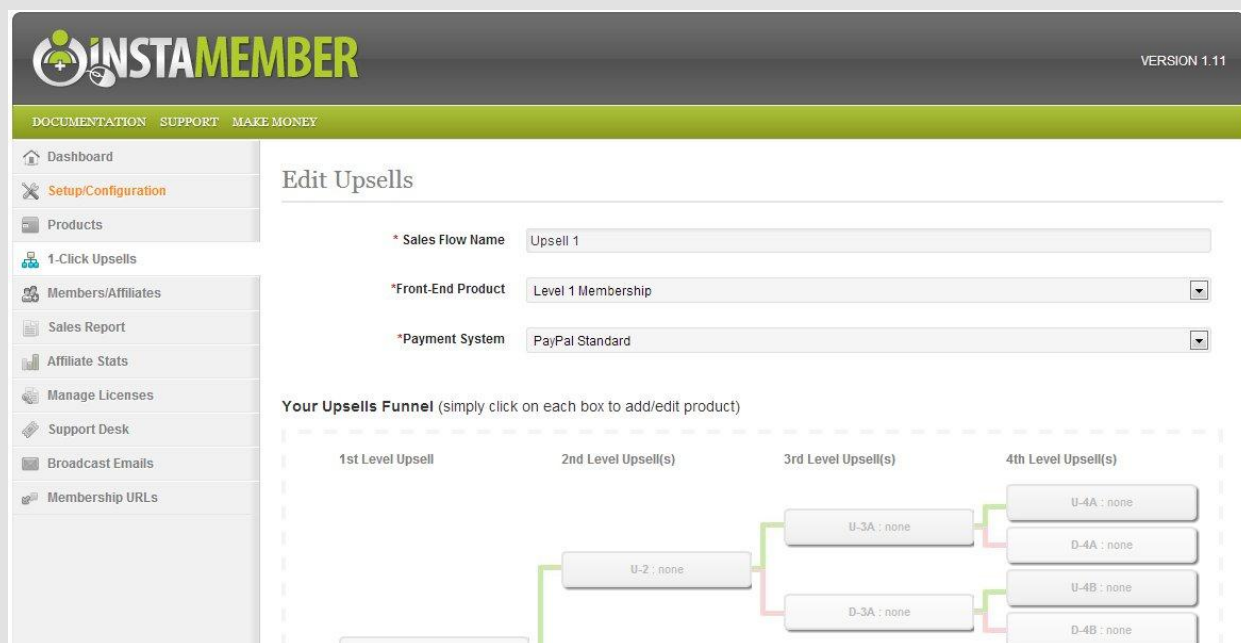 iNSTAMEMBER
VERSION 1.11
DOCUMENTATION SUPPORT MAKE MONEY
Dashboard
Setup/Configuration
Products
1-Click Upsells
Members/Affiliates
Sales Report
Affiliate Stats
Manage Licenses
Support Desk
Broadcast Emails
Membership URLs
Edit Upsells
* Sales Flow Name Upsell 1
*Front-End Product Level 1 Membership
*Payment System PayPal Standard
Your Upsells Funnel (simply click on each box to add/edit product)
1st Level Upsell 2nd Level Upsell(s) 3rd Level Upsell(s) 4th Level Upsell(s)
U-4A : none
U-3A : none
D-4A : none
U-2 : none
U-4B : none
D-3A : none
D-4B : none